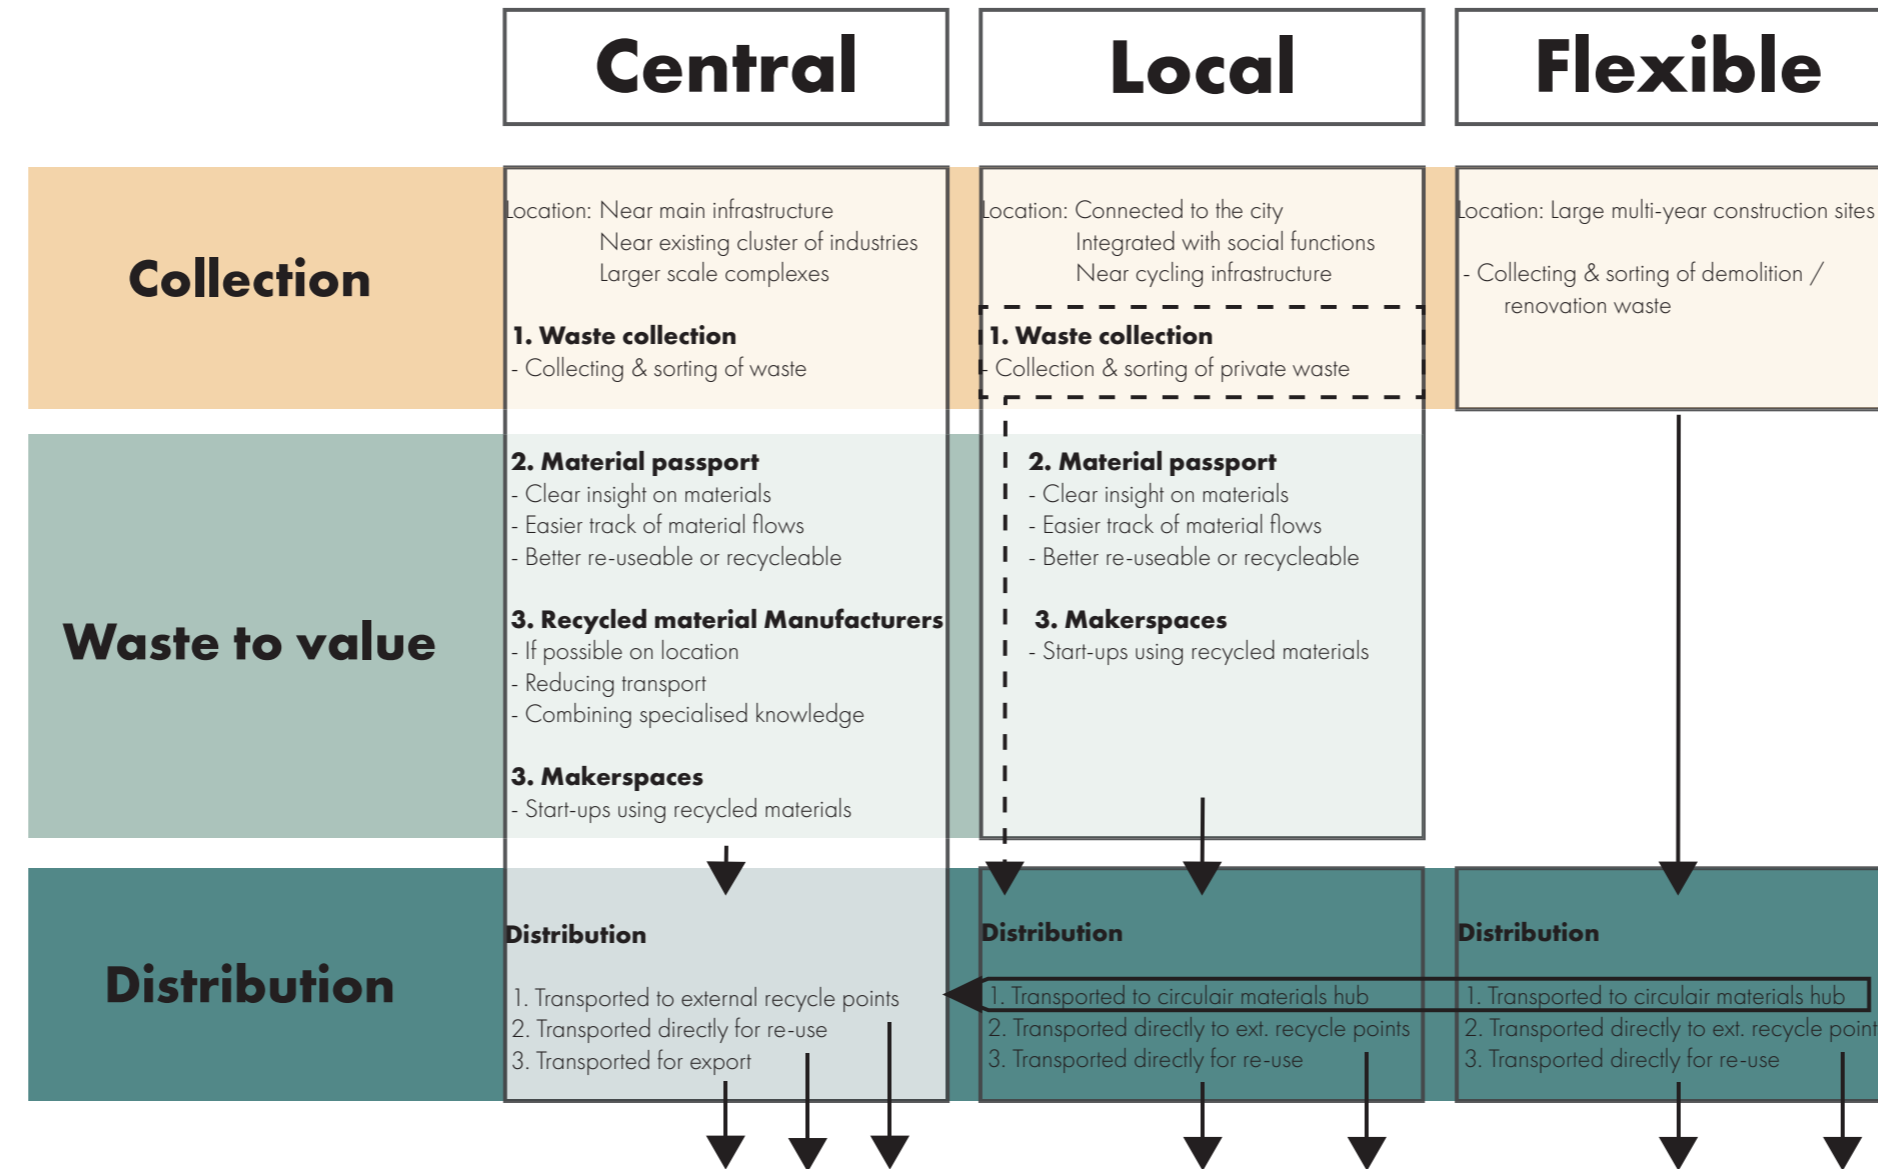 Central
Local
Flexible
Collection
Location: Near main infrastructure
Near existing cluster of industries
Larger scale complexes
1. Waste collection
- Collecting & sorting of waste
Location: Connected to the city
Integrated with social functions
Near cycling infrastructure
1. Waste collection
- Collection & sorting of private waste
Location: Large multi-year construction sites
- Collecting & sorting of demolition /
renovation waste
Waste to value
2. Material passport
- Clear insight on materials
- Easier track of material flows
- Better re-useable or recycleable
3. Recycled material Manufacturers
- If possible on location
- Reducing transport
- Combining specialised knowledge
3. Makerspaces
- Start-ups using recycled materials
2. Material passport
- Clear insight on materials
- Easier track of material flows
- Better re-useable or recycleable
3. Makerspaces
- Start-ups using recycled materials
Distribution
Distribution
1. Transported to external recycle points
2. Transported directly for re-use
3. Transported for export
Distribution
1. Transported to circulair materials hub
2. Transported directly to ext. recycle points
3. Transported directly for re-use
Distribution
1. Transported to circulair materials hub
2. Transported directly to ext. recycle point
3. Transported directly for re-use